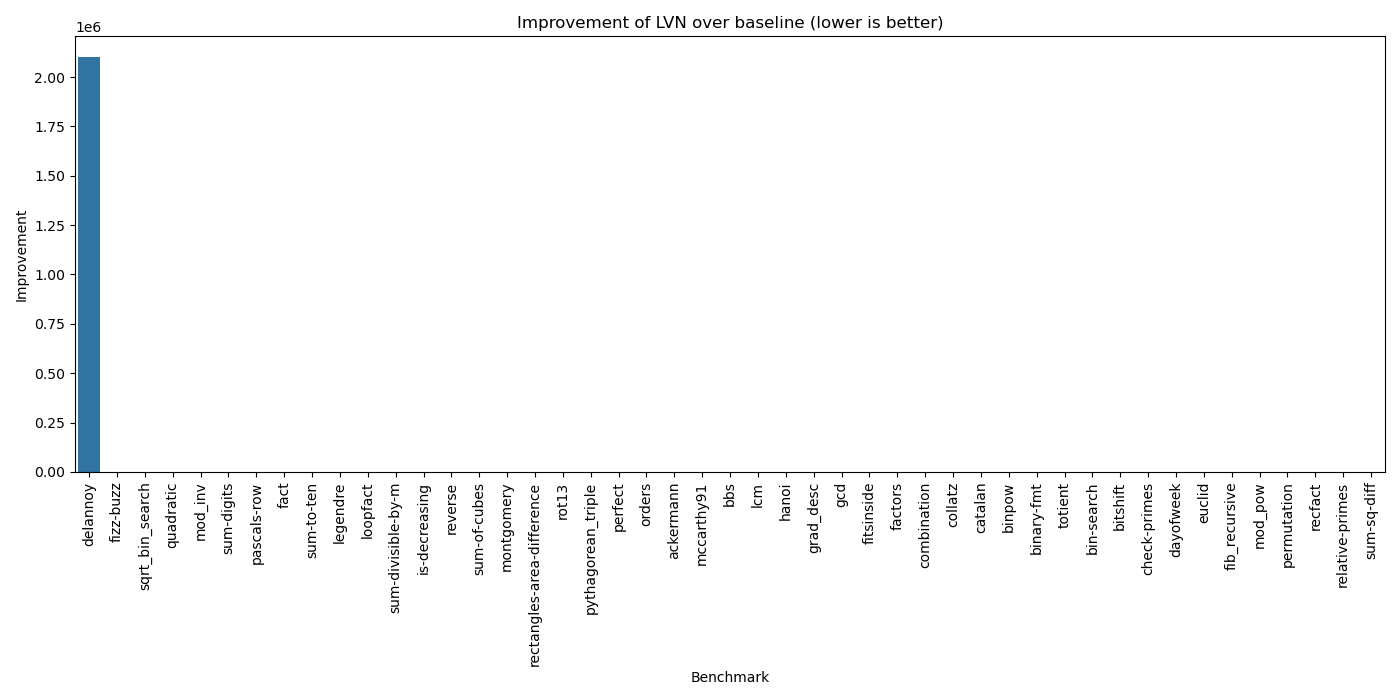 Improvement of LVN over baseline (lower is better)
1e6
2.00
1.75
1.50
1.25
1.00
0.75
0.50
0.25
0.00
Improvement
delannoy
fizz-buzz
sqrt_bin_search
quadratic
mod_inv
sum-digits
pascals-row
fact
sum-to-ten
legendre
loopfact
sum-divisible-by-m
is-decreasing
reverse
sum-of-cubes
montgomery
rectangles-area-difference
rot13
pythagorean_triple
perfect
orders
ackermann
mccarthy91
bbs
lcm
hanoi
grad_desc
gcd
fitsinside
factors
combination
collatz
catalan
binpow
binary-fmt
totient
bin-search
bitshift
check-primes
dayofweek
euclid
fib_recursive
mod_pow
permutation
recfact
relative-primes
sum-sq-diff
Benchmark